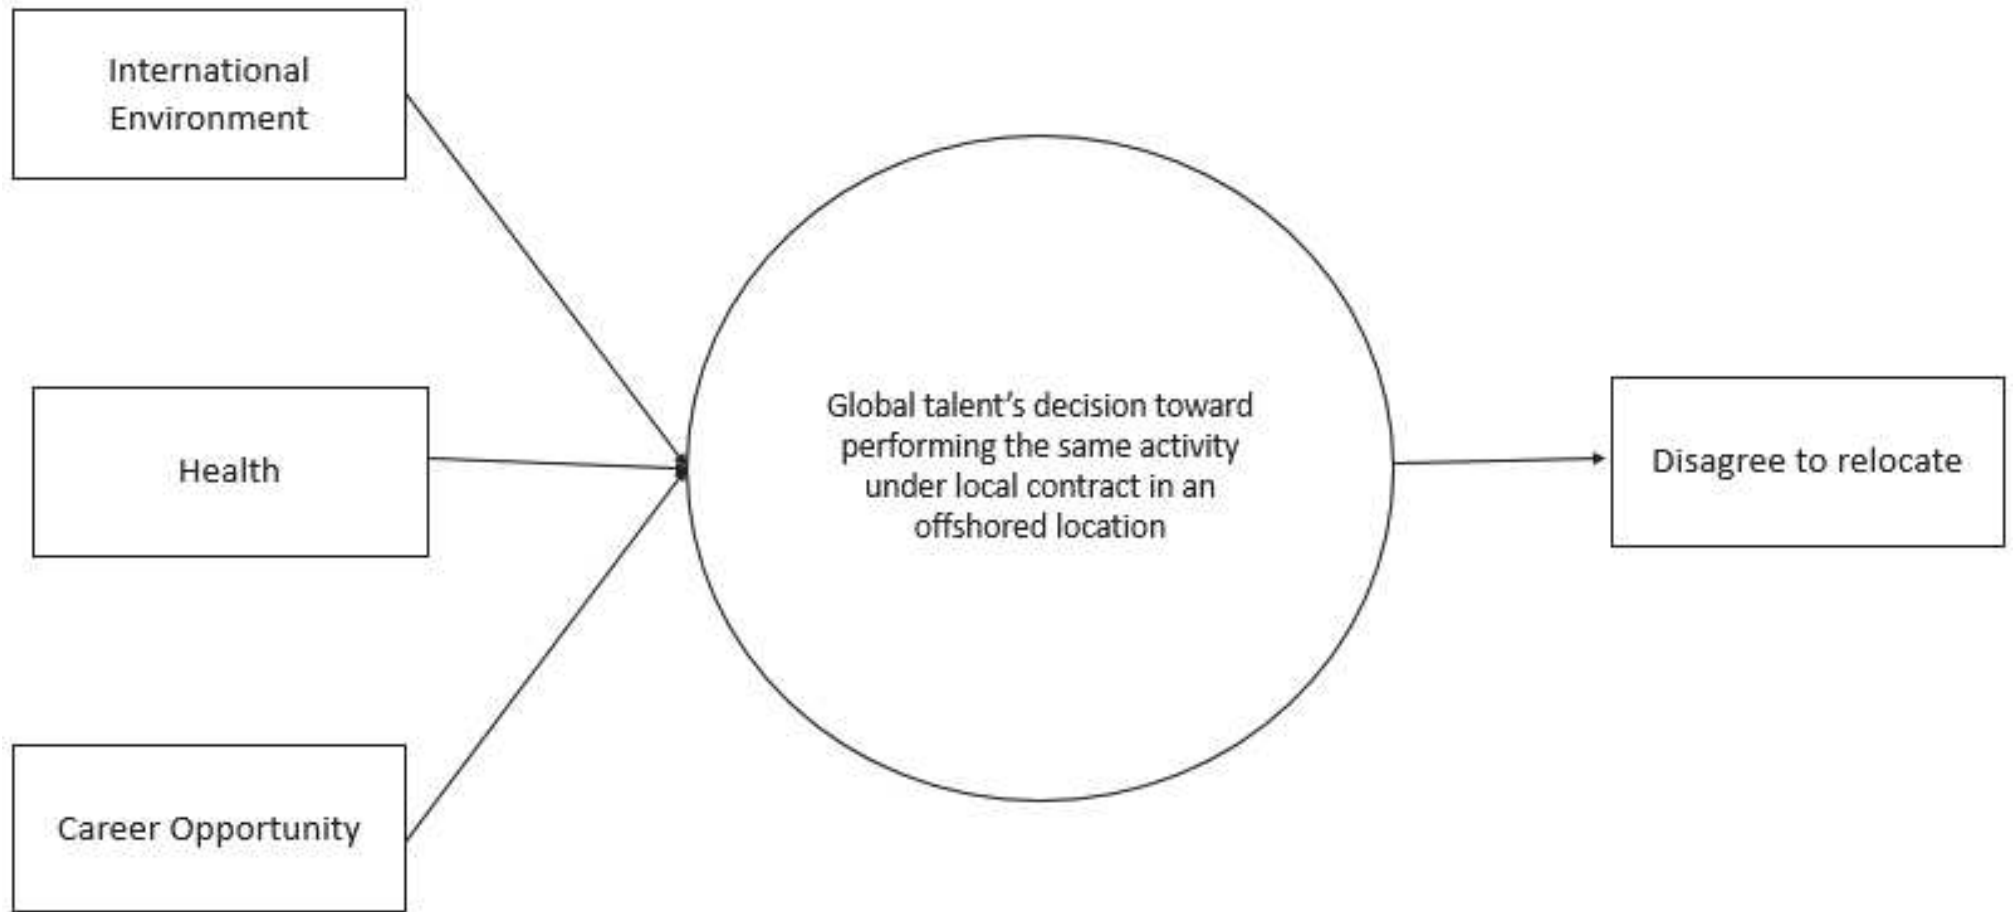 International
Environment
Health
Career Opportunity
Global talent’s decision toward
performing the same activity
under local contract in an
offshored location
Disagree to relocate